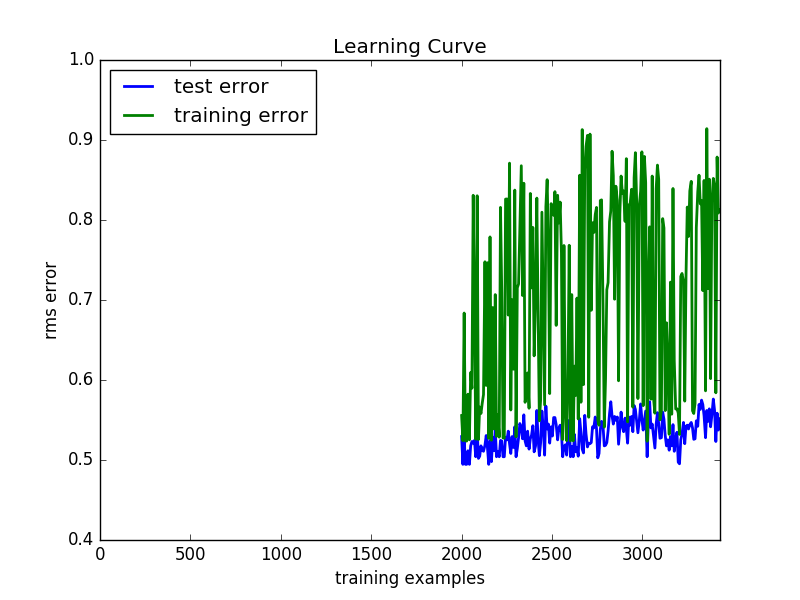 Learning Curve
1.0
test error
training error
0.9
0.8
0.7
rms error
0.6
0.5
0.4
0 500 1000 1500 2000 2500 3000
training examples